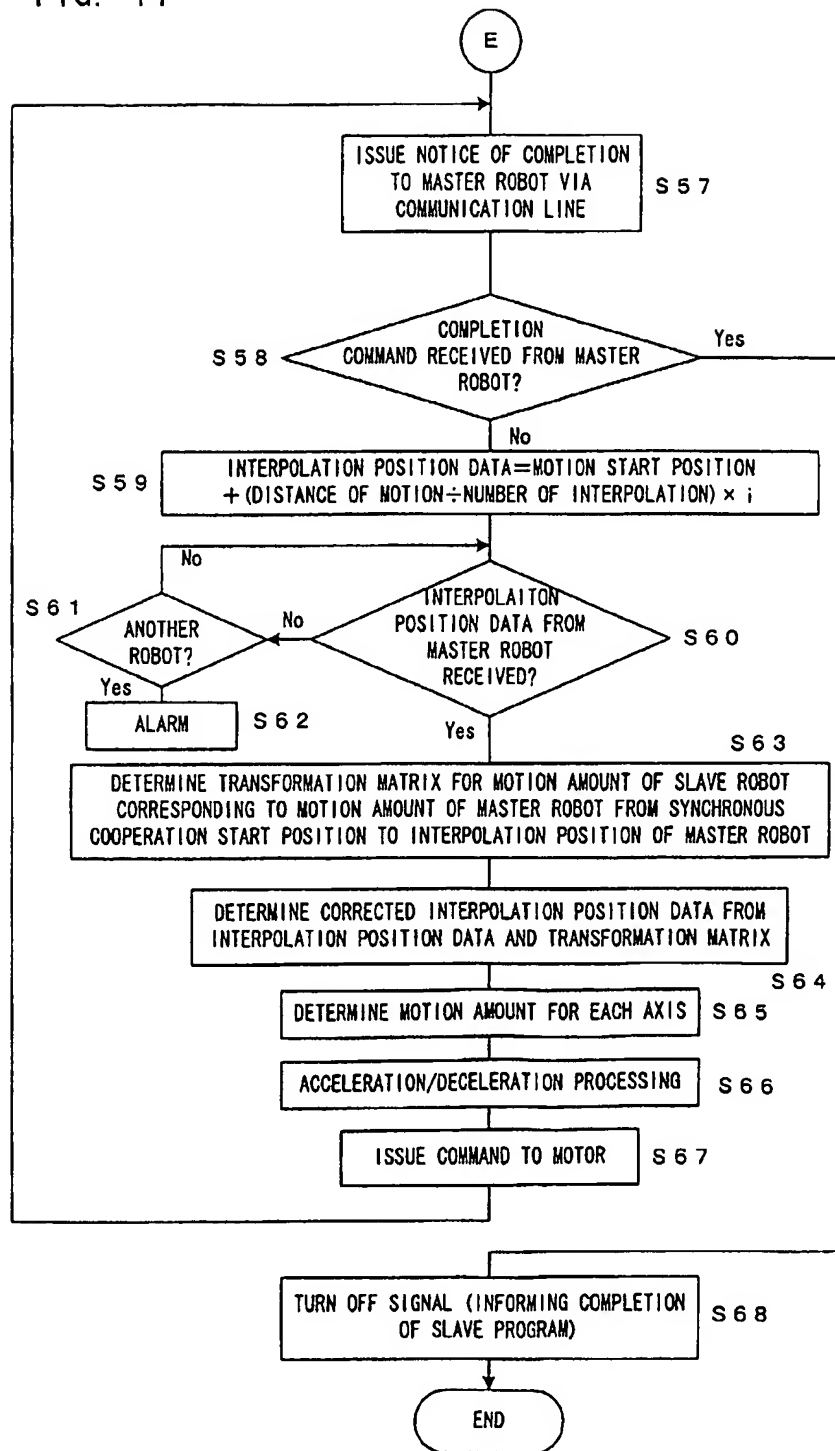 E
ISSUE NOTICE OF COMPLETION
TO MASTER ROBOT VIA
COMMUNICATION LINE
S57
COMPLETION
COMMAND RECEIVED FROM MASTER
ROBOT?
S58
Yes
No
S59
INTERPOLATION POSITION DATA=MOTION START POSITION
+(DISTANCE OF MOTION÷NUMBER OF INTERPOLATION) × i
No
S61
ANOTHER
ROBOT?
No
INTERPOLAITON
POSITION DATA FROM
MASTER ROBOT
RECEIVED?
S60
Yes
ALARM
S62
Yes
S63
DETERMINE TRANSFORMATION MATRIX FOR MOTION AMOUNT OF SLAVE ROBOT
CORRESPONDING TO MOTION AMOUNT OF MASTER ROBOT FROM SYNCHRONOUS
COOPERATION START POSITION TO INTERPOLATION POSITION OF MASTER ROBOT
DETERMINE CORRECTED INTERPOLATION POSITION DATA FROM
INTERPOLATION POSITION DATA AND TRANSFORMATION MATRIX
S64
DETERMINE MOTION AMOUNT FOR EACH AXIS
S65
ACCELERATION/DECELERATION PROCESSING
S66
ISSUE COMMAND TO MOTOR
S67
TURN OFF SIGNAL (INFORMING COMPLETION
OF SLAVE PROGRAM)
S68
END